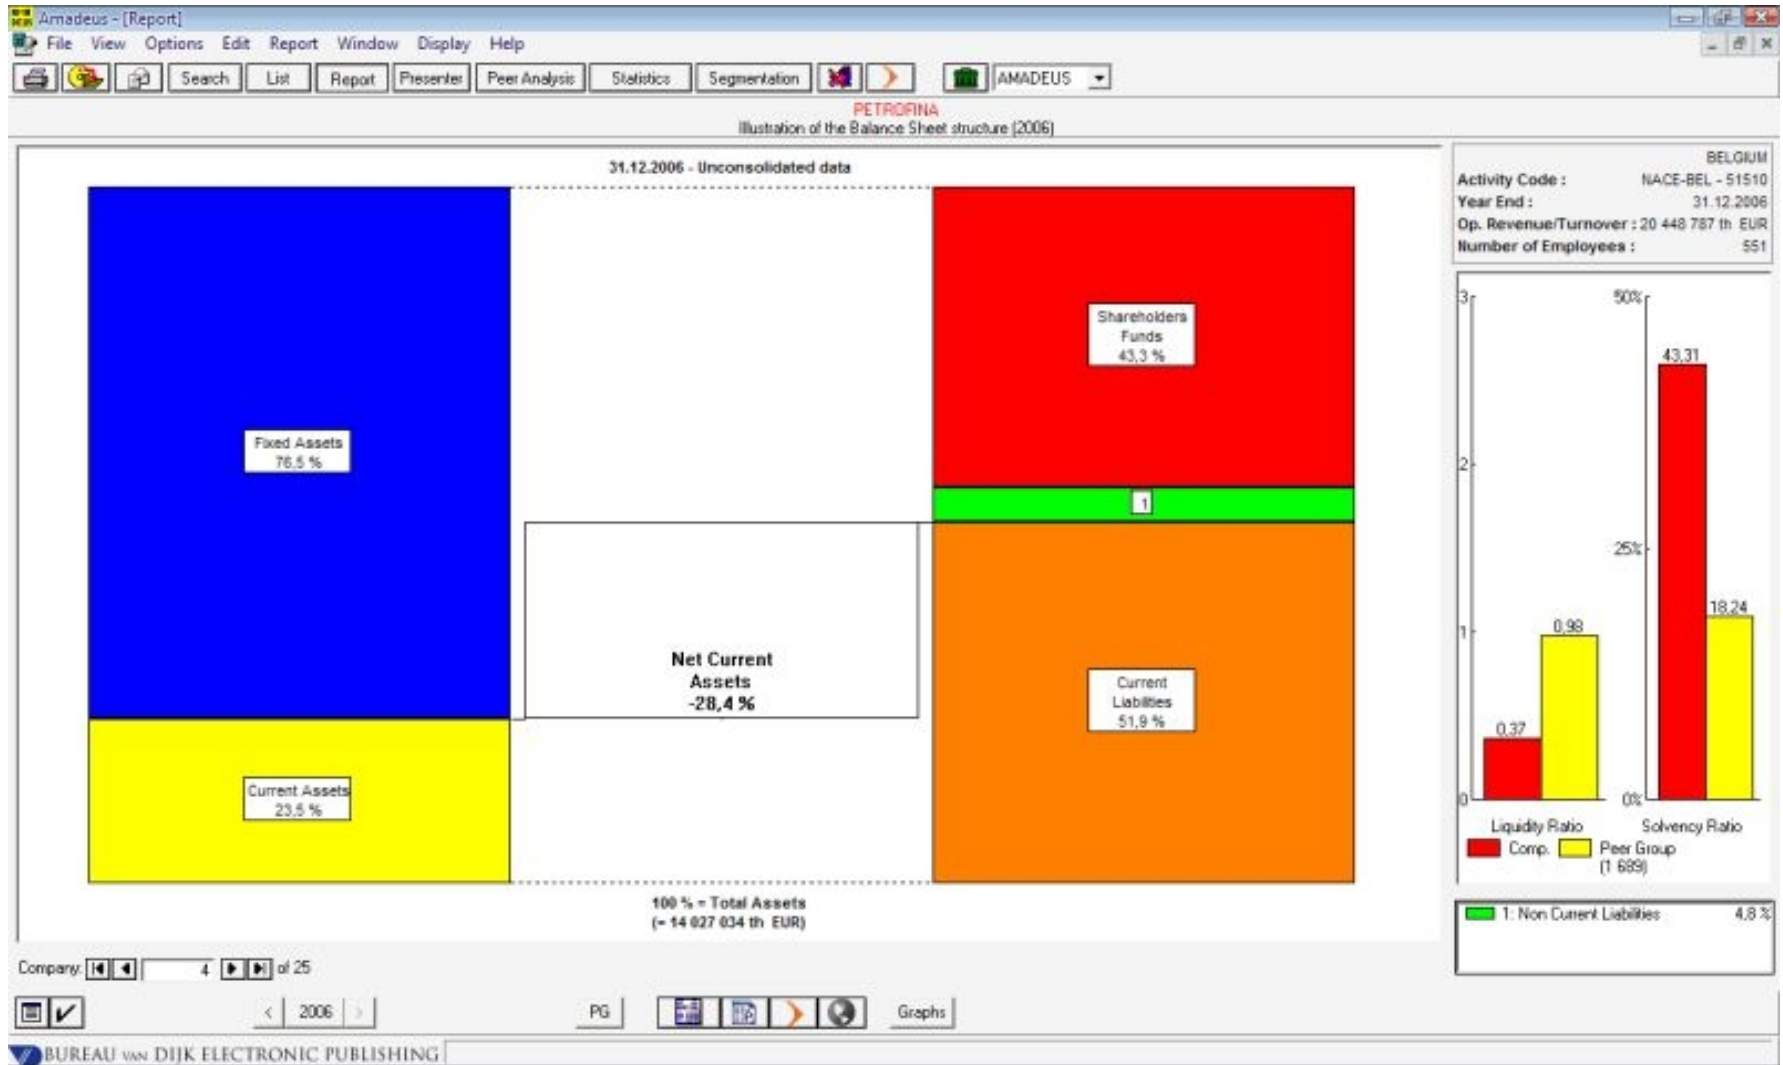 Amadeus - [Report]
File View Options Edit Report Window Display Help
Search List Report Presenter Peer Analysis Statistics Segmentation AMADEUS
PETROFINA
Illustration of the Balance Sheet structure (2006)
31.12.2006 - Unconsolidated data
Fixed Assets
76,5 %
Current Assets
23,5 %
Net Current
Assets
-28,4 %
Shareholders
Funds
43,3 %
1
Current
Liabilities
51,9 %
100 % = Total Assets
(= 14 027 034 th EUR)
BELGIUM
Activity Code : NACE-BEL - 51510
Year End : 31.12.2006
Op. Revenue/Turnover : 20 448 787 th EUR
Number of Employees : 551
3
2
1
0
0,37
0,98
Liquidity Ratio
50%
25%
0%
43,31
18,24
Solvency Ratio
Comp. Peer Group
(1 689)
1: Non Current Liabilities 4,8 %
Company: 4 of 25
< 2006 > PG Graphs
BUREAU VAN DIJK ELECTRONIC PUBLISHING